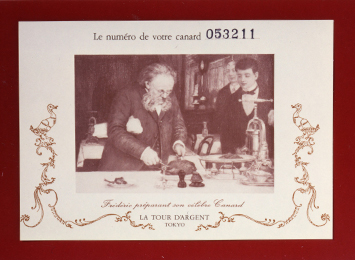 Le numéro de votre canard 053211
Frédéric préparant son célèbre Canard
LA TOUR D'ARGENT
TOKYO